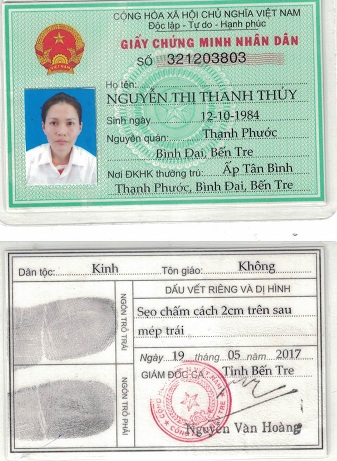 CỘNG HÒA XÃ HỘI CHỦ NGHĨA VIỆT NAM
Độc lập - Tự do - Hạnh phúc
GIẤY CHỨNG MINH NHÂN DÂN
SỐ 321203803
Họ tên:
NGUYỄN THỊ THANH THỦY
Sinh ngày 12-10-1984
Nguyên quán: Thạnh Phước
Bình Đại, Bến Tre
Nơi ĐKHK thường trú: Ấp Tân Bình
Thạnh Phước, Bình Đại, Bến Tre
Dân tộc: Kinh Tôn giáo: Không
NGÓN TRỎ TRÁI
NGÓN TRỎ PHẢI
DẤU VẾT RIÊNG VÀ DỊ HÌNH
Sẹo chấm cách 2cm trên sau
mép trái
Ngày 19 tháng 05 năm 2017
GIÁM ĐỐC CA Tỉnh Bến Tre
Nguyễn Văn Hoàng